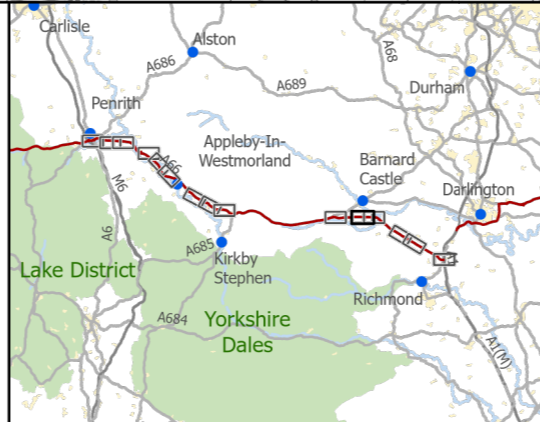 Carlisle
Alston
A686
A68
A689
Durham
Penrith
Appleby-In-
Westmorland
A66
Barnard
Castle
Darlington
M6
A6
A685
Lake District
Kirkby
Stephen
Richmond
A684
Yorkshire
Dales
A1(M)